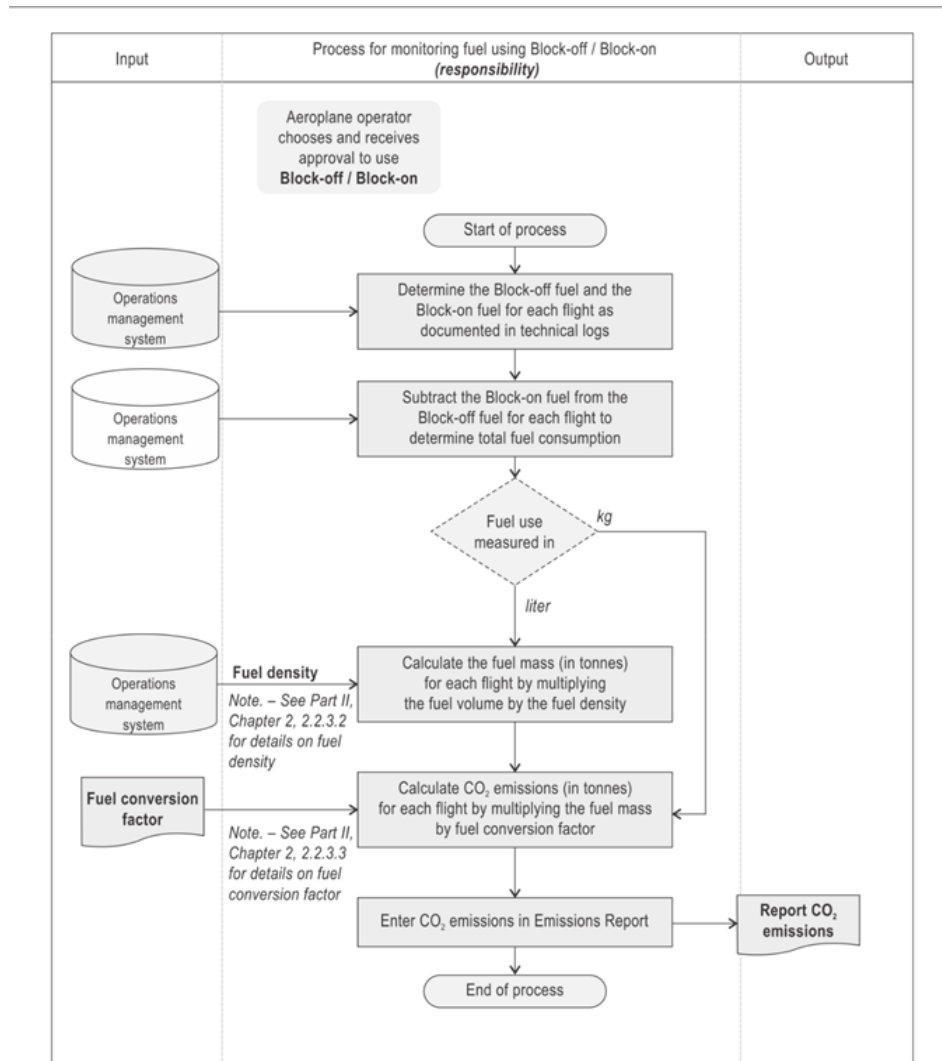 Input
Process for monitoring fuel using Block-off / Block-on
(responsibility)
Output
Aeroplane operator
chooses and receives
approval to use
Block-off / Block-on
Start of process
Operations
management
system
Determine the Block-off fuel and the
Block-on fuel for each flight as
documented in technical logs
Operations
management
system
Subtract the Block-on fuel from the
Block-off fuel for each flight to
determine total fuel consumption
Fuel use
measured in
kg
liter
Operations
management
system
Fuel density
Note. – See Part II,
Chapter 2, 2.2.3.2
for details on fuel
density
Calculate the fuel mass (in tonnes)
for each flight by multiplying
the fuel volume by the fuel density
Fuel conversion
factor
Note. – See Part II,
Chapter 2, 2.2.3.3
for details on fuel
conversion factor
Calculate CO₂ emissions (in tonnes)
for each flight by multiplying the fuel mass
by fuel conversion factor
Enter CO₂ emissions in Emissions Report
Report CO₂
emissions
End of process